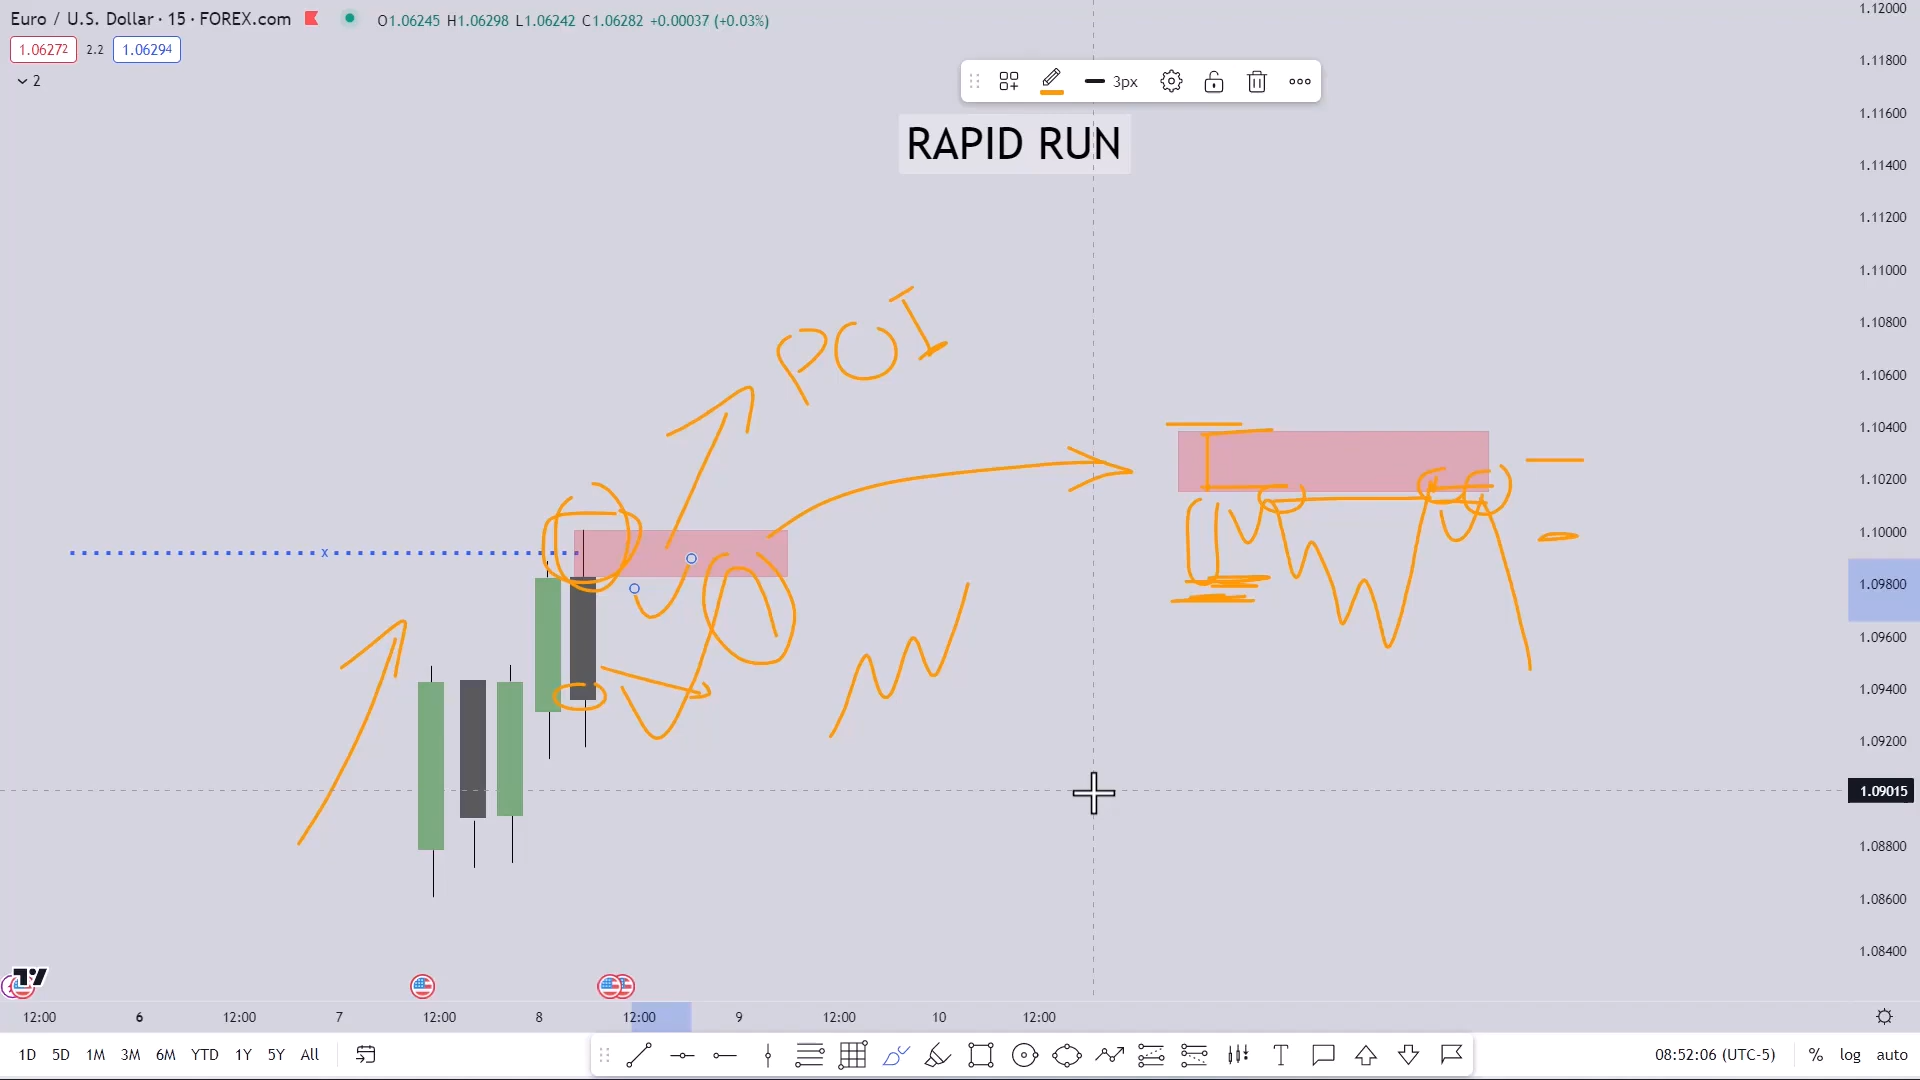 Euro / U.S. Dollar · 15 · FOREX.com O1.06245 H1.06298 L1.06242 C1.06282 +0.00037 (+0.03%)
1.06272 2.2 1.06294
2
3px
RAPID RUN
POI
x
1.12000
1.11800
1.11600
1.11400
1.11200
1.11000
1.10800
1.10600
1.10400
1.10200
1.10000
1.09800
1.09600
1.09400
1.09200
1.09015
1.08800
1.08600
1.08400
12:00 6 12:00 7 12:00 8 12:00 9 12:00 10 12:00
1D 5D 1M 3M 6M YTD 1Y 5Y All 08:52:06 (UTC-5) % log auto